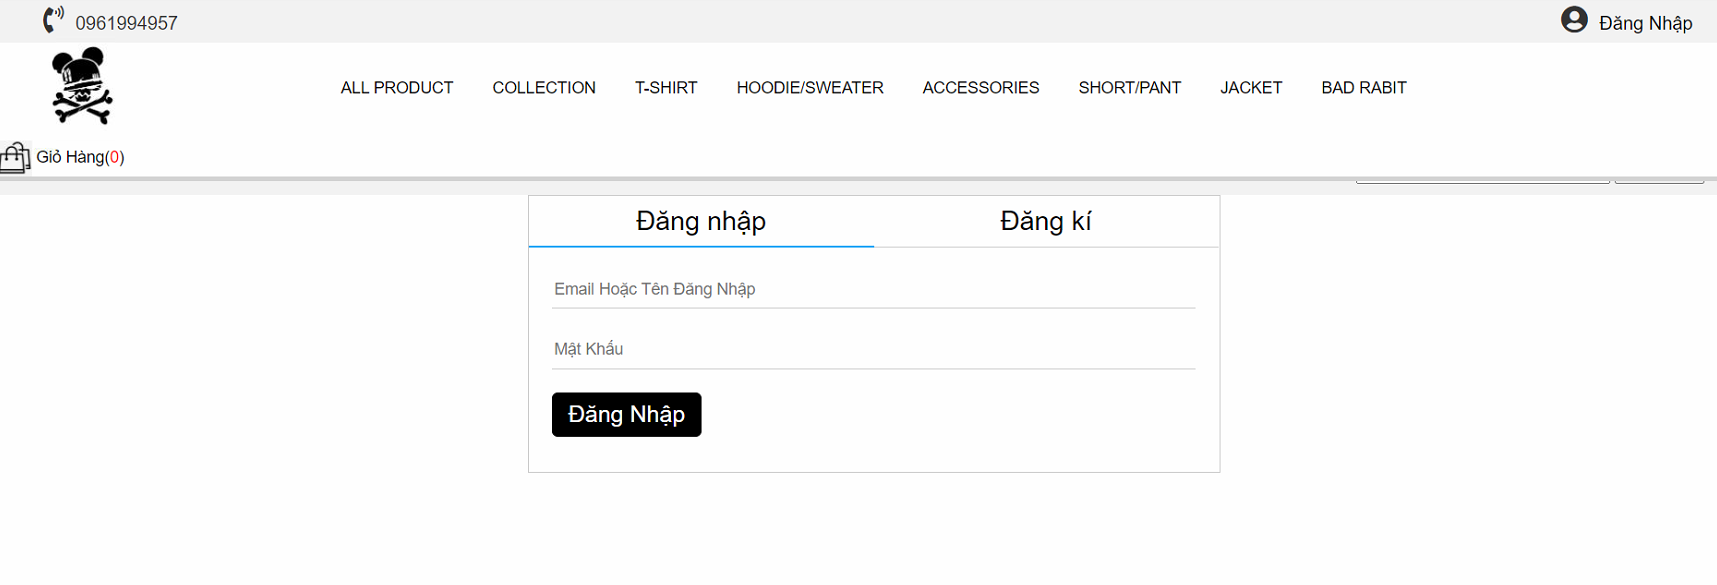 0961994957
Đăng Nhập
ALL PRODUCT COLLECTION T-SHIRT HOODIE/SWEATER ACCESSORIES SHORT/PANT JACKET BAD RABIT
Giỏ Hàng(0)
Đăng nhập Đăng kí
Email Hoặc Tên Đăng Nhập
Mật Khẩu
Đăng Nhập